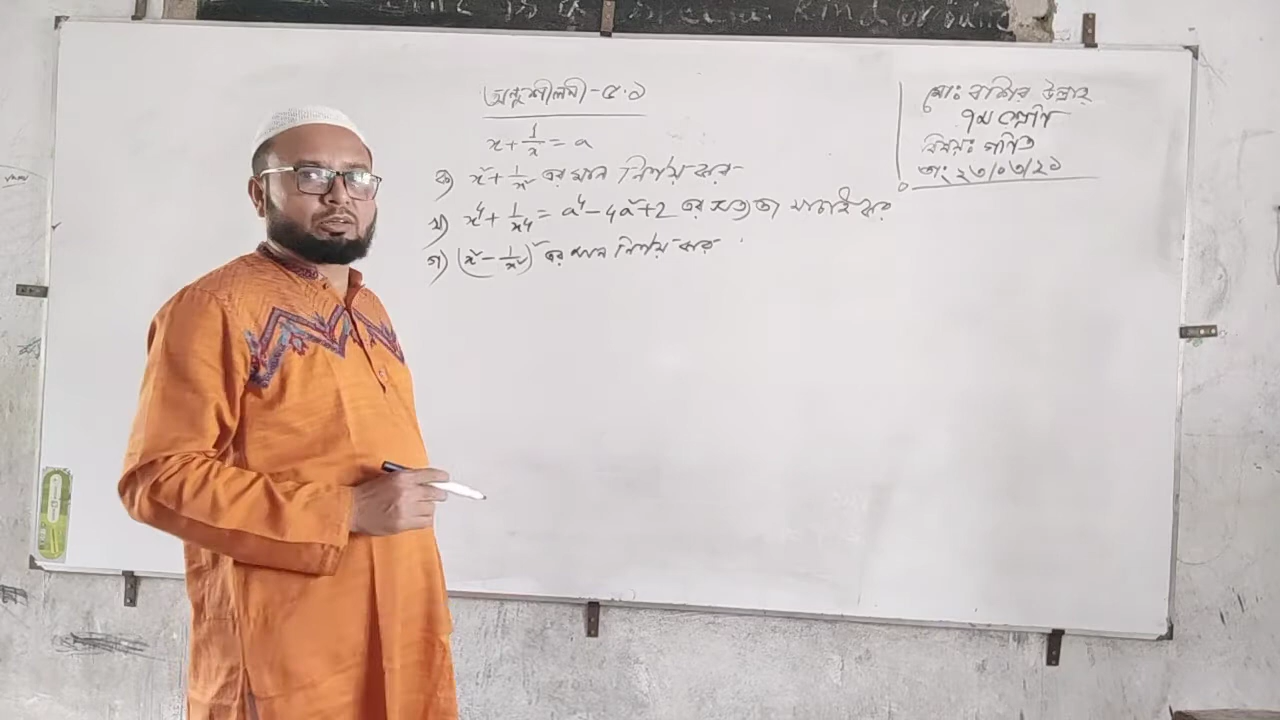 অনুশীলনী-৫.১
x + 1/x = a
ক) x² + 1/x² এর মান নির্ণয় কর
খ) x⁴ + 1/x⁴ = a⁴ - 4a² + 2 এর সত্যতা যাচাই কর
গ) (x² - 1/x²)² এর মান নির্ণয় কর
মোঃ বাশির উল্লাহ
৭ম শ্রেণি
বিষয়ঃ গণিত
তাং ২৩/০৩/২১